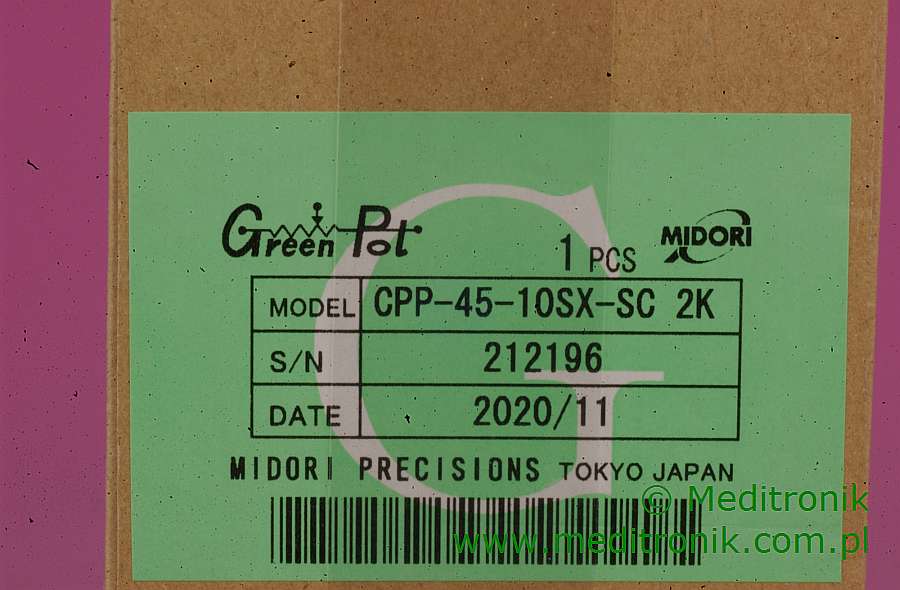 Green Pot
1 PCS
MIDORI
MODEL CPP-45-10SX-SC 2K
S/N 212196
DATE 2020/11
MIDORI PRECISIONS TOKYO JAPAN
G
© Meditronik
www.meditronik.com.pl